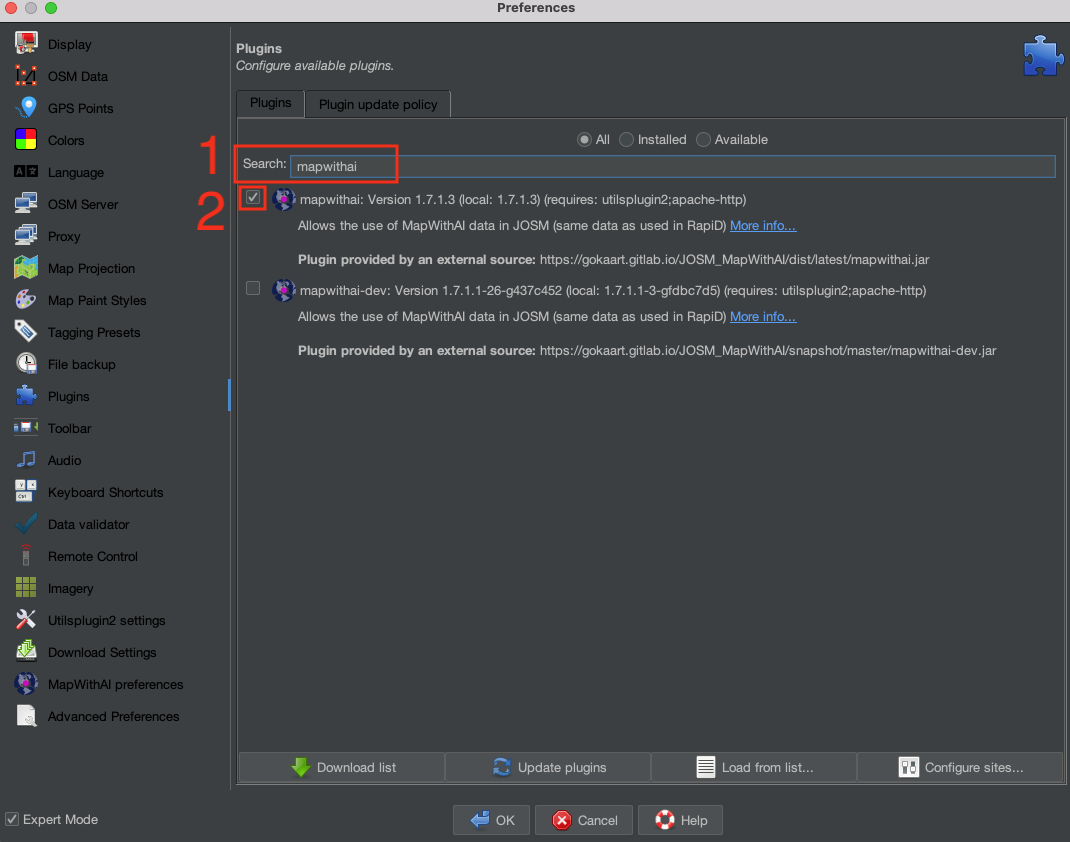 Preferences
Display
OSM Data
GPS Points
Colors
Language
OSM Server
Proxy
Map Projection
Map Paint Styles
Tagging Presets
File backup
Plugins
Toolbar
Audio
Keyboard Shortcuts
Data validator
Remote Control
Imagery
Utilsplugin2 settings
Download Settings
MapWithAI preferences
Advanced Preferences
Expert Mode
Plugins
Configure available plugins.
Plugins Plugin update policy
All Installed Available
1
Search: mapwithai
2
mapwithai: Version 1.7.1.3 (local: 1.7.1.3) (requires: utilsplugin2;apache-http)
Allows the use of MapWithAI data in JOSM (same data as used in RapiD) More info...
Plugin provided by an external source: https://gokaart.gitlab.io/JOSM_MapWithAI/dist/latest/mapwithai.jar
mapwithai-dev: Version 1.7.1.1-26-g437c452 (local: 1.7.1.1-3-gfdbc7d5) (requires: utilsplugin2;apache-http)
Allows the use of MapWithAI data in JOSM (same data as used in RapiD) More info...
Plugin provided by an external source: https://gokaart.gitlab.io/JOSM_MapWithAI/snapshot/master/mapwithai-dev.jar
Download list Update plugins Load from list... Configure sites...
OK Cancel Help